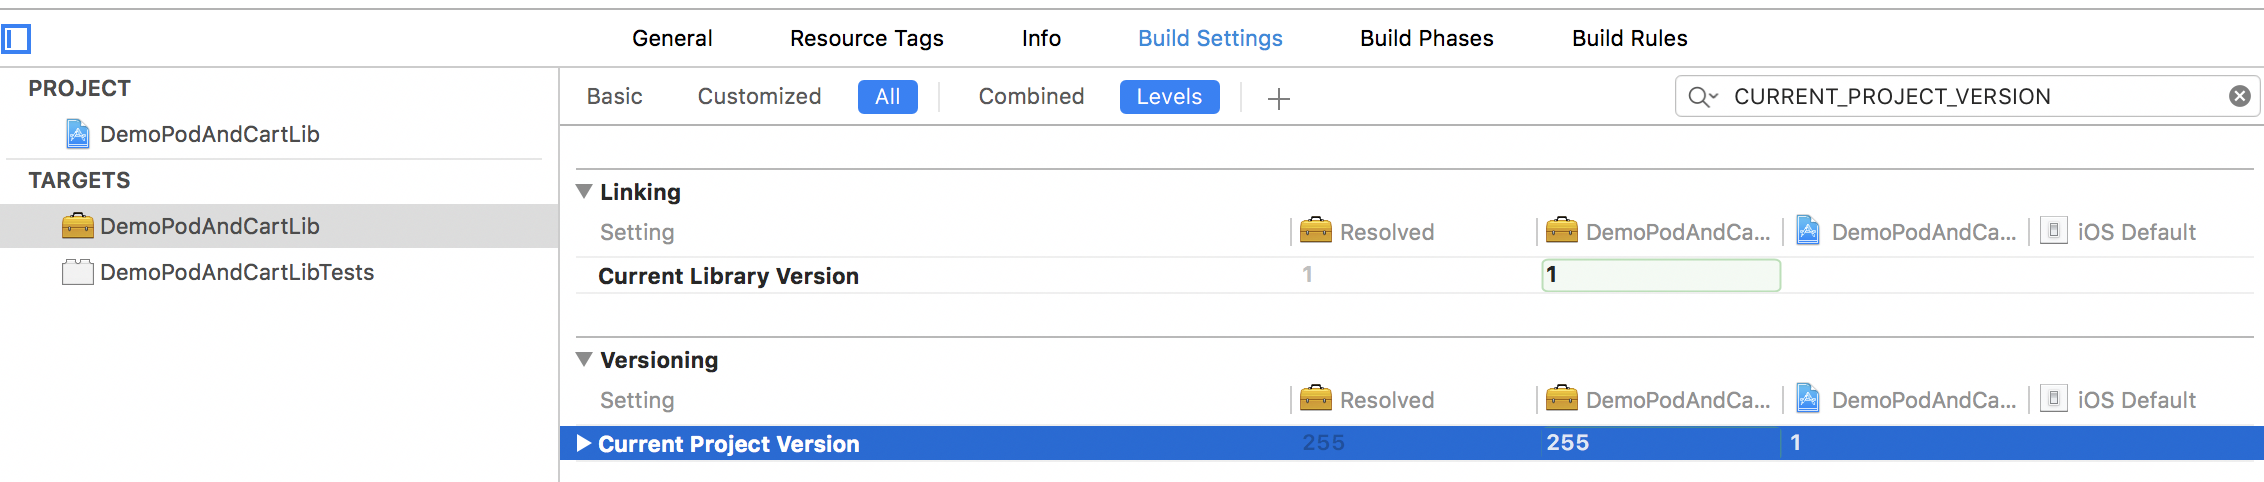 General Resource Tags Info Build Settings Build Phases Build Rules
PROJECT
DemoPodAndCartLib
TARGETS
DemoPodAndCartLib
DemoPodAndCartLibTests
Basic Customized All Combined Levels CURRENT_PROJECT_VERSION
Linking
Setting Resolved DemoPodAndCa... DemoPodAndCa... iOS Default
Current Library Version 1 1
Versioning
Setting Resolved DemoPodAndCa... DemoPodAndCa... iOS Default
Current Project Version 255 255 1